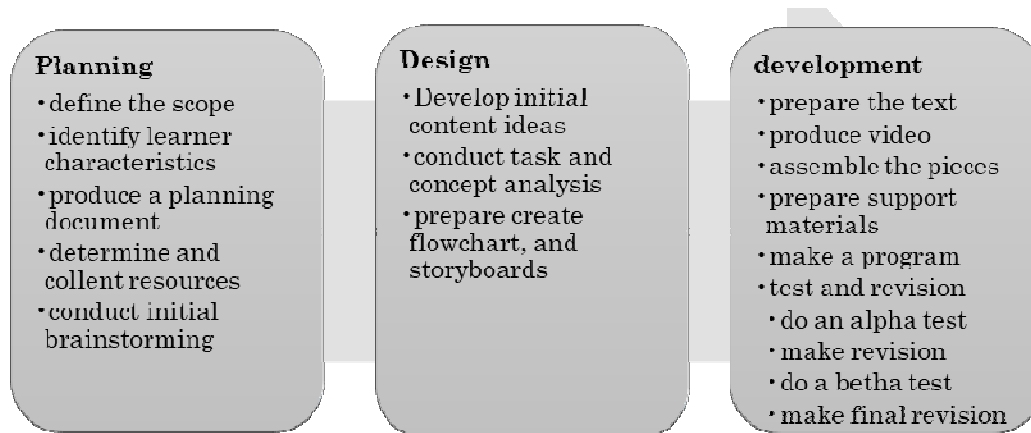 Planning
•define the scope
•identify learner
characteristics
•produce a planning
document
•determine and
collent resources
•conduct initial
brainstorming
Design
•Develop initial
content ideas
•conduct task and
concept analysis
•prepare create
flowchart, and
storyboards
development
•prepare the text
•produce video
•assemble the pieces
•prepare support
materials
•make a program
•test and revision
•do an alpha test
•make revision
•do a betha test
•make final revision